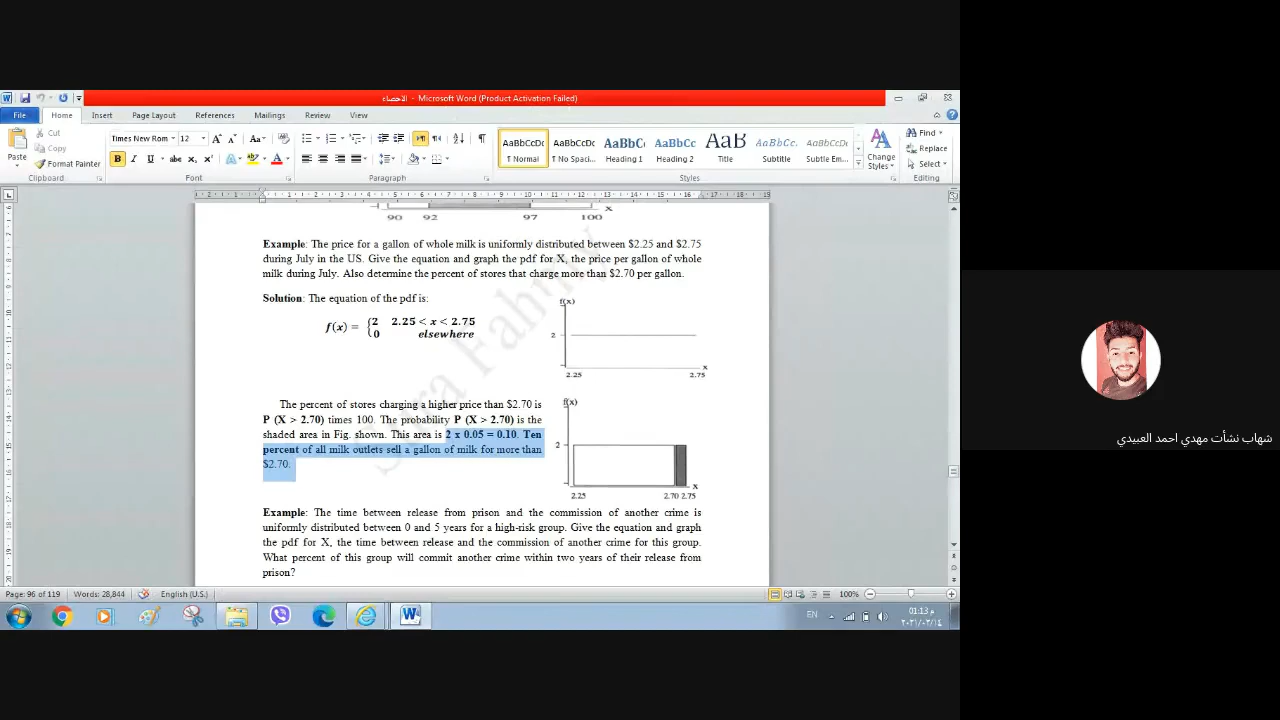 الاحصاء - Microsoft Word (Product Activation Failed)
File Home Insert Page Layout References Mailings Review View
Cut
Copy
Format Painter
Paste
Times New Rom 12
AaBbCcDc AaBbCcDc AaBbC AaBbCc AaB AaBbCc. AaBbCcDc
¶ Normal ¶ No Spaci... Heading 1 Heading 2 Title Subtitle Subtle Em...
Change Styles
Find
Replace
Select
Clipboard Font Paragraph Styles Editing
90 92 97 100 x
Example: The price for a gallon of whole milk is uniformly distributed between $2.25 and $2.75
during July in the US. Give the equation and graph the pdf for X, the price per gallon of whole
milk during July. Also determine the percent of stores that charge more than $2.70 per gallon.
Solution: The equation of the pdf is:
f(x) = {2 2.25 < x < 2.75
0 elsewhere
f(x)
2
x
2.25 2.75
The percent of stores charging a higher price than $2.70 is
P (X > 2.70) times 100. The probability P (X > 2.70) is the
shaded area in Fig. shown. This area is 2 x 0.05 = 0.10. Ten
percent of all milk outlets sell a gallon of milk for more than
$2.70.
f(x)
2
x
2.25 2.70 2.75
Example: The time between release from prison and the commission of another crime is
uniformly distributed between 0 and 5 years for a high-risk group. Give the equation and graph
the pdf for X, the time between release and the commission of another crime for this group.
What percent of this group will commit another crime within two years of their release from
prison?
Sara Fahmy
Page: 96 of 119 Words: 28,844 English (U.S.) 100%
EN 01:13 م
٢٠٢١/٠٣/١٤
شهاب نشأت مهدي احمد العبيدي